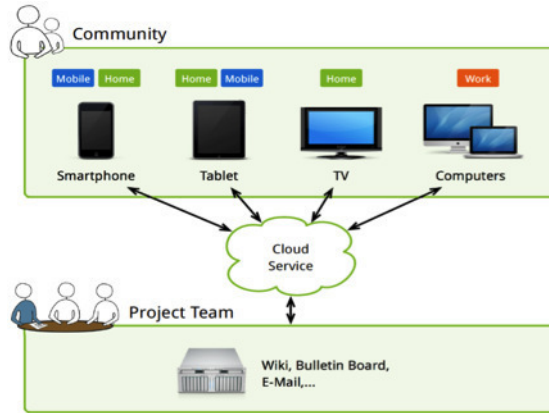 Community
Mobile Home Home Mobile Home Work
Smartphone Tablet TV Computers
Cloud
Service
Project Team
Wiki, Bulletin Board,
E-Mail,...